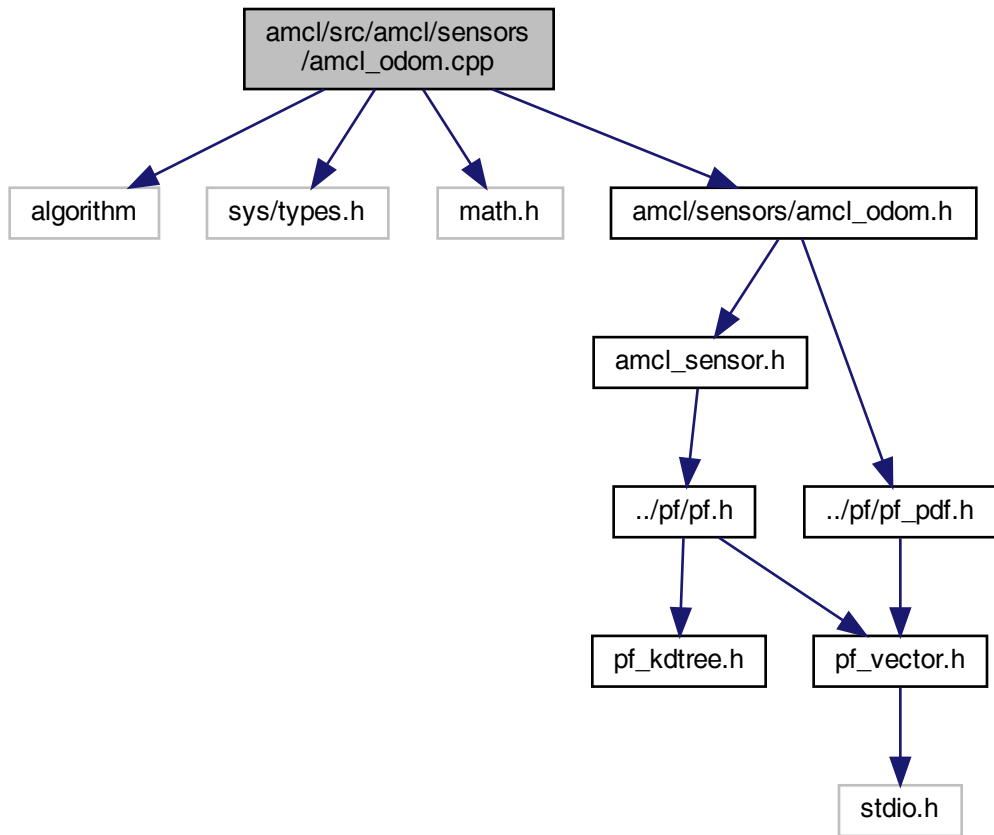 amcl/src/amcl/sensors
/amcl_odom.cpp
algorithm
sys/types.h
math.h
amcl/sensors/amcl_odom.h
amcl_sensor.h
../pf/pf.h
../pf/pf_pdf.h
pf_kdtree.h
pf_vector.h
stdio.h